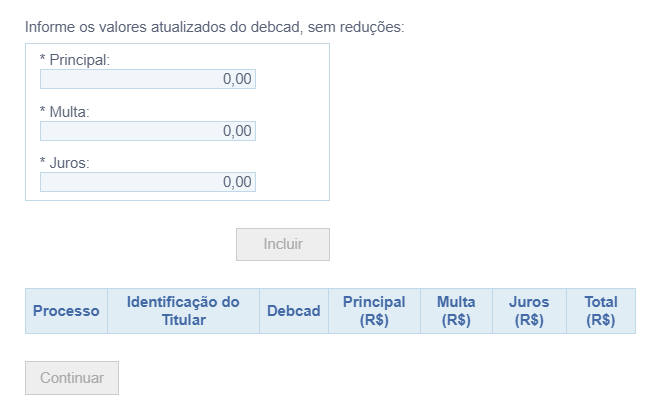 Informe os valores atualizados do debcad, sem reduções:
* Principal:
0,00
* Multa:
0,00
* Juros:
0,00
Incluir
Processo Identificação do Titular Debcad Principal (R$) Multa (R$) Juros (R$) Total (R$)
Continuar